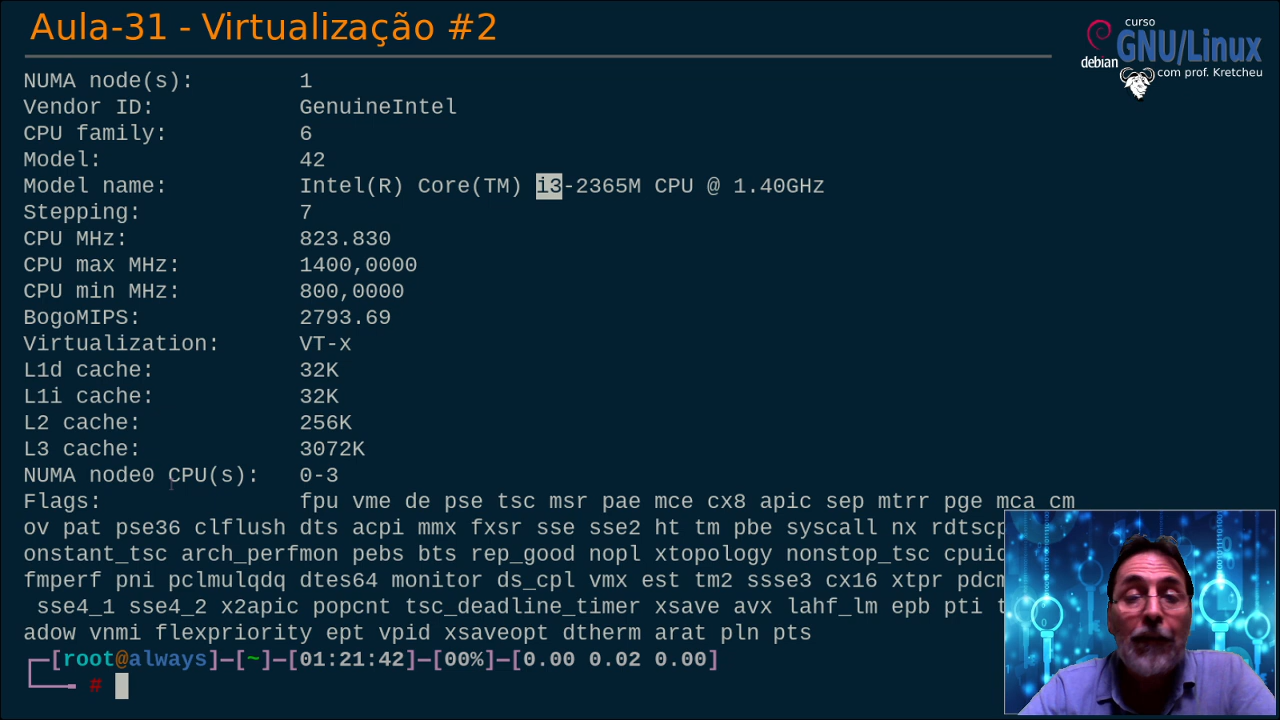 Aula-31 - Virtualização #2
curso
debian GNU/Linux
com prof. Kretcheu
NUMA node(s): 1
Vendor ID: GenuineIntel
CPU family: 6
Model: 42
Model name: Intel(R) Core(TM) i3-2365M CPU @ 1.40GHz
Stepping: 7
CPU MHz: 823.830
CPU max MHz: 1400,0000
CPU min MHz: 800,0000
BogoMIPS: 2793.69
Virtualization: VT-x
L1d cache: 32K
L1i cache: 32K
L2 cache: 256K
L3 cache: 3072K
NUMA node0 CPU(s): 0-3
Flags: fpu vme de pse tsc msr pae mce cx8 apic sep mtrr pge mca cm
ov pat pse36 clflush dts acpi mmx fxsr sse sse2 ht tm pbe syscall nx rdtscp
onstant_tsc arch_perfmon pebs bts rep_good nopl xtopology nonstop_tsc cpuid
fmperf pni pclmulqdq dtes64 monitor ds_cpl vmx est tm2 ssse3 cx16 xtpr pdcm
sse4_1 sse4_2 x2apic popcnt tsc_deadline_timer xsave avx lahf_lm epb pti
adow vnmi flexpriority ept vpid xsaveopt dtherm arat pln pts
[root@always]-[~]-[01:21:42]-[00%]-[0.00 0.02 0.00]
#